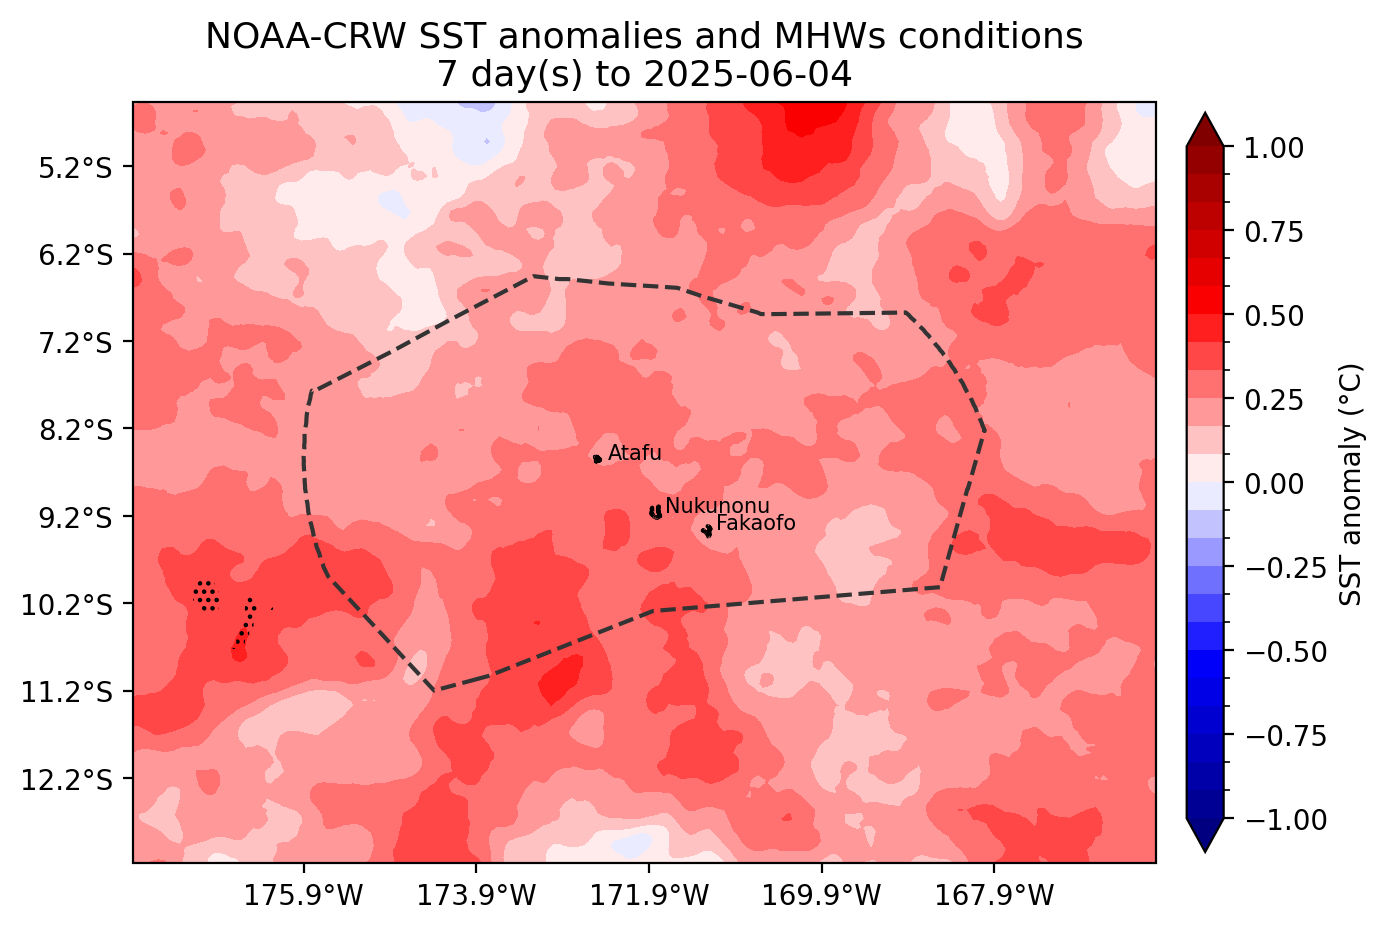 NOAA-CRW SST anomalies and MHWs conditions
7 day(s) to 2025-06-04
5.2°S
6.2°S
7.2°S
8.2°S
9.2°S
10.2°S
11.2°S
12.2°S
Atafu
Nukunonu
Fakaofo
175.9°W
173.9°W
171.9°W
169.9°W
167.9°W
1.00
0.75
0.50
0.25
0.00
−0.25
−0.50
−0.75
−1.00
SST anomaly (°C)